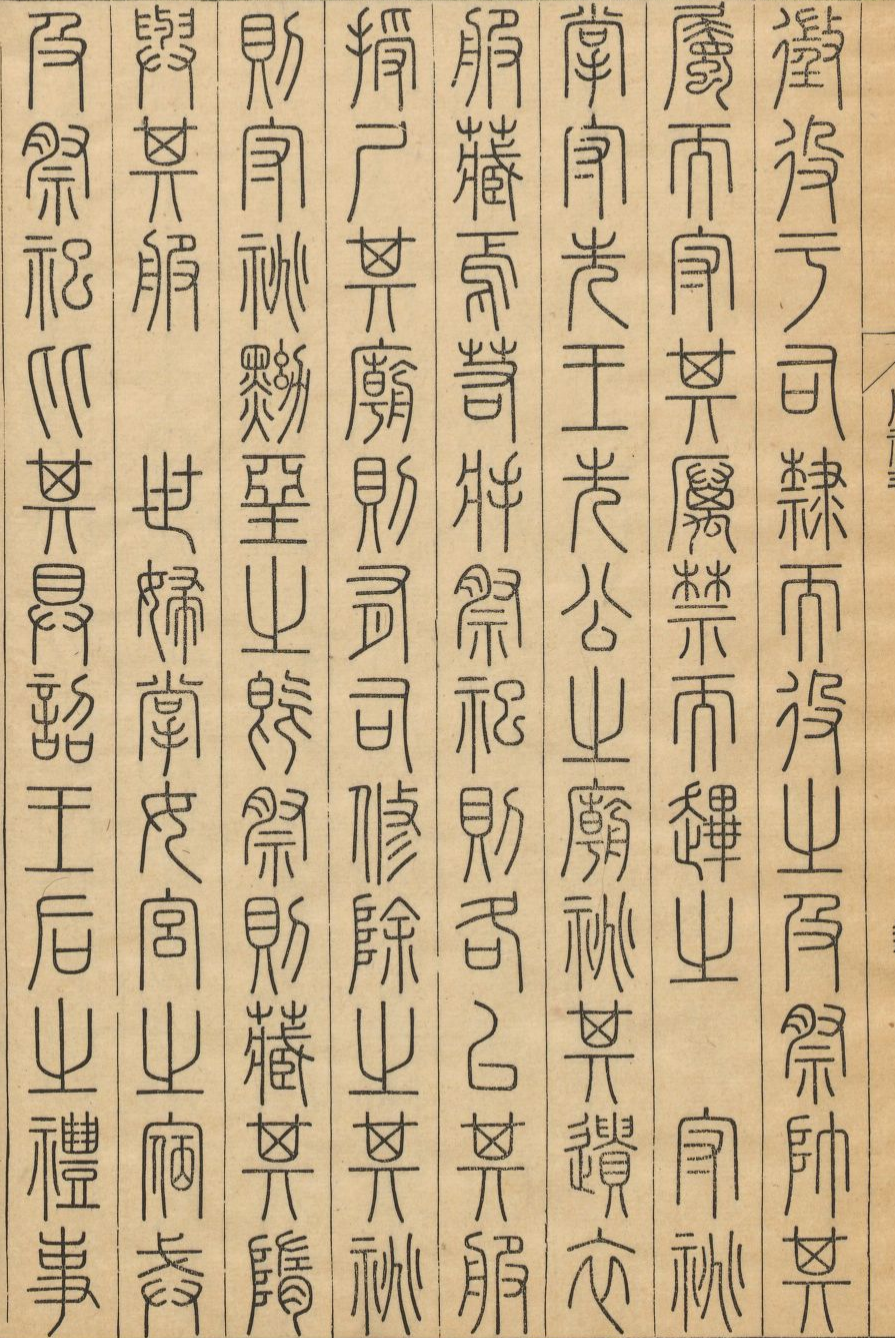 徵役于司隸而役之及祭帥其
屬而守其厲禁而蹕之　守祧
掌守先王先公之廟祧其遺衣
服藏焉若將祭祀則各以其服
授尸其廟則有司修除之其祧
則守祧黝堊之既祭則藏其隋
與其服　世婦掌女宮之宿戒
及祭祀比其具詔王后之禮事